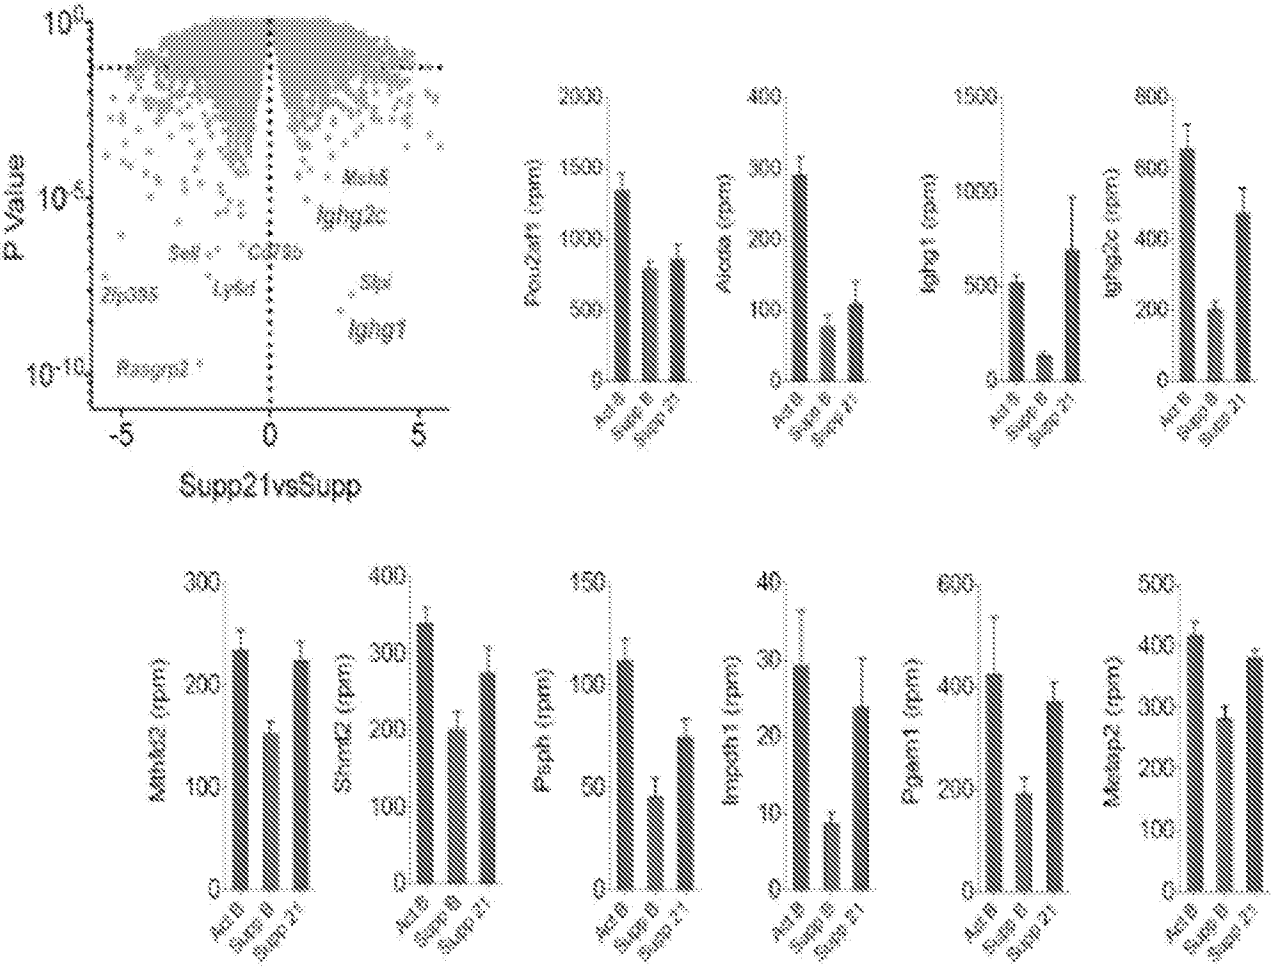 10⁰
10⁻⁵
10⁻¹⁰
P Value
Msh6
Ighg2c
Sell
Cd79b
Zfp355
Ly6d
Stx
Ighg1
Rasgrp2
-5 0 5
Supp21vsSupp
2000
1500
1000
500
0
Pou2af1 (rpm)
Act B Supp B Supp 21
400
300
200
100
0
Aicda (rpm)
Act B Supp B Supp 21
1500
1000
500
0
Ighg1 (rpm)
Act B Supp B Supp 21
800
600
400
200
0
Ighg2c (rpm)
Act B Supp B Supp 21
300
200
100
0
Mthfd2 (rpm)
Act B Supp B Supp 21
400
300
200
100
0
Shmt2 (rpm)
Act B Supp B Supp 21
150
100
50
0
Psph (rpm)
Act B Supp B Supp 21
40
30
20
10
0
Impdh1 (rpm)
Act B Supp B Supp 21
600
400
200
0
Pgam1 (rpm)
Act B Supp B Supp 21
500
400
300
200
100
0
Metap2 (rpm)
Act B Supp B Supp 21